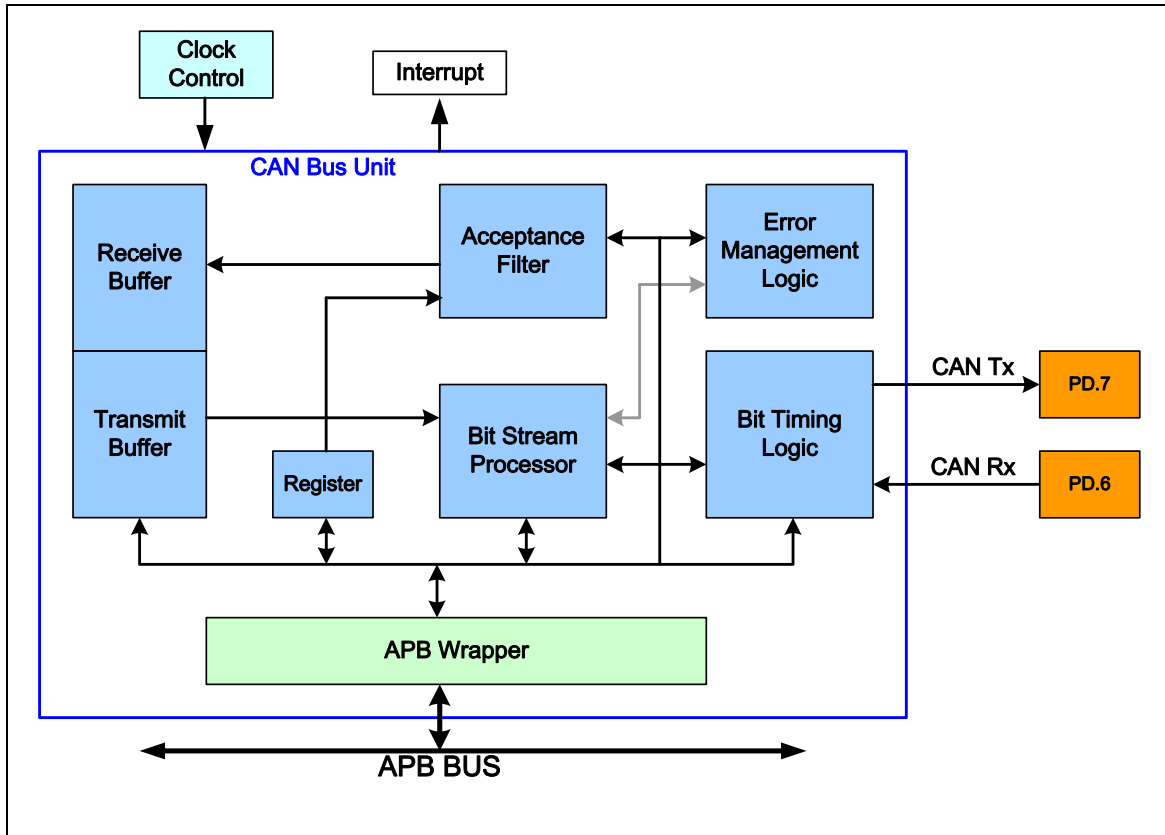 Clock
Control
Interrupt
CAN Bus Unit
Receive
Buffer
Acceptance
Filter
Error
Management
Logic
Transmit
Buffer
Register
Bit Stream
Processor
Bit Timing
Logic
CAN Tx
PD.7
CAN Rx
PD.6
APB Wrapper
APB BUS